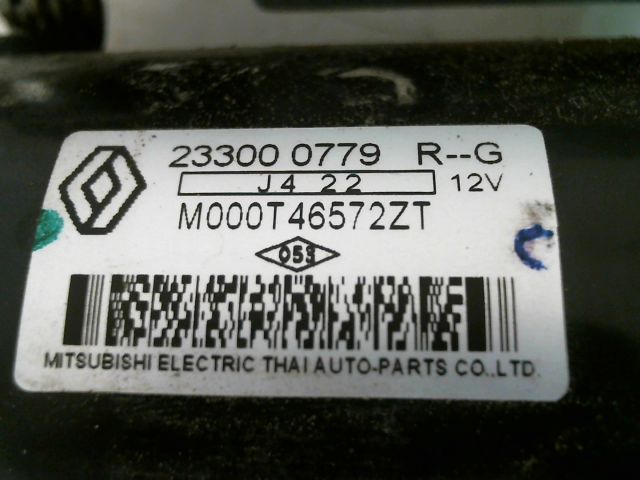 23300 0779 R--G
J4 22 12V
M000T46572ZT
053
MITSUBISHI ELECTRIC THAI AUTO-PARTS CO.,LTD.